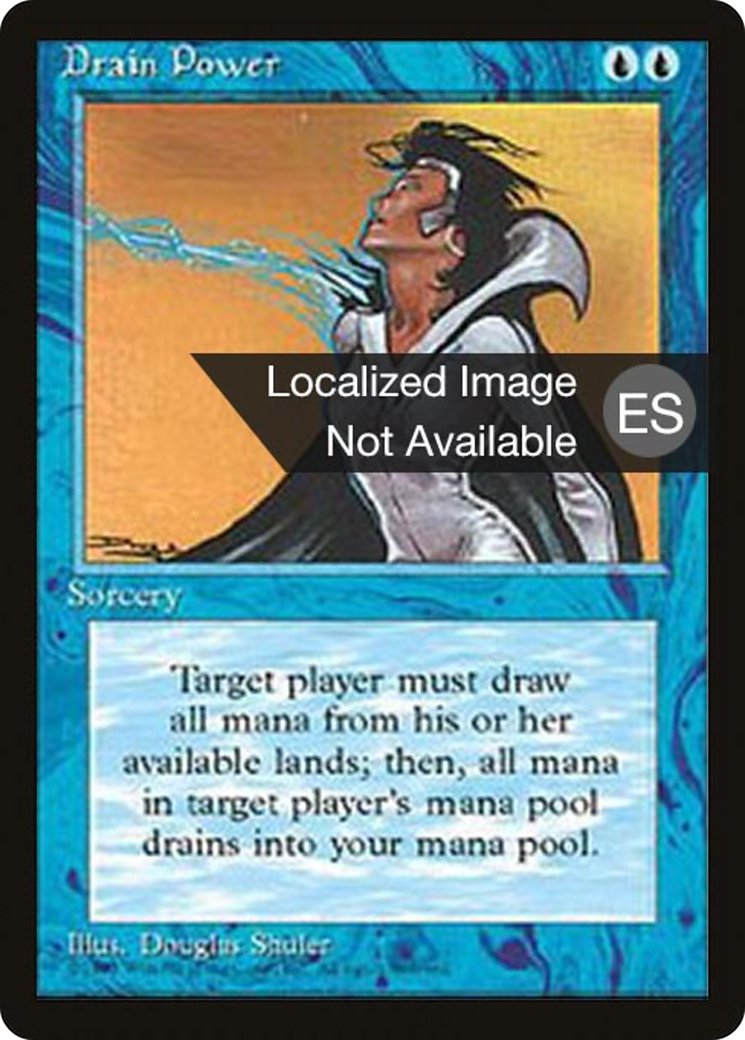 Drain Power
Localized Image
Not Available
ES
Sorcery
Target player must draw
all mana from his or her
available lands; then, all mana
in target player's mana pool
drains into your mana pool.
Illus. Douglas Shuler